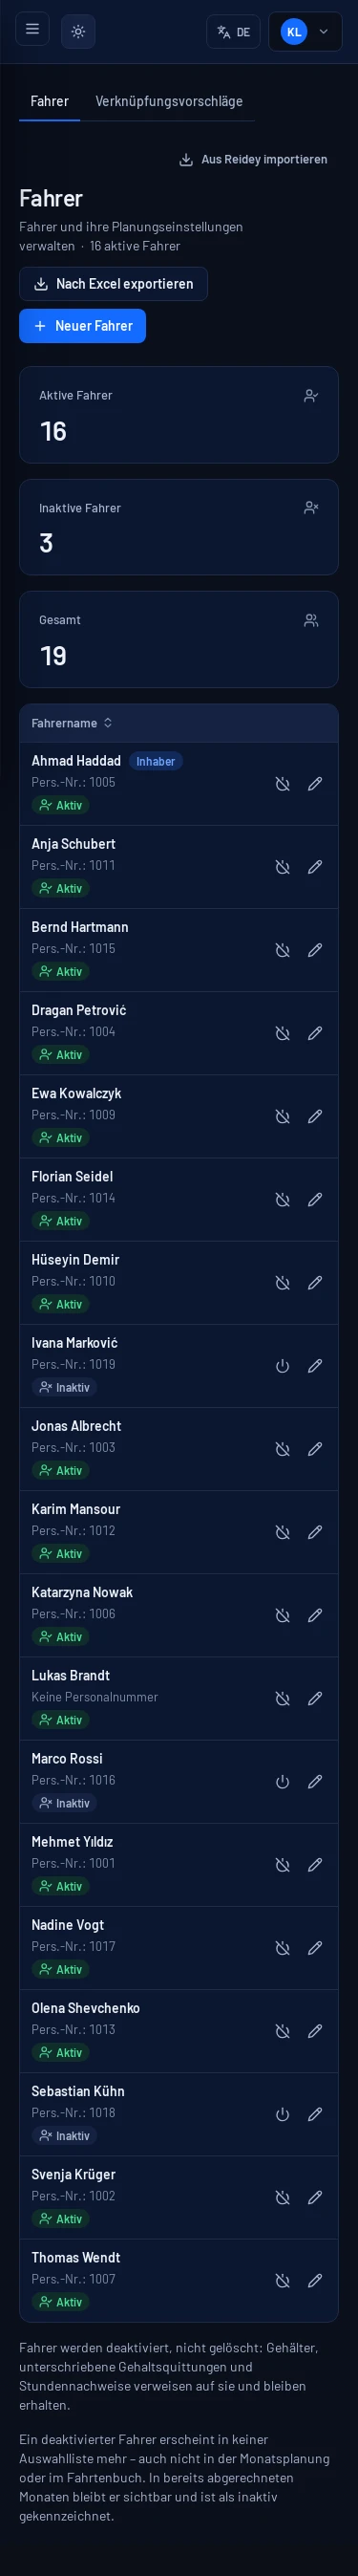 DE
KL
Fahrer
Verknüpfungsvorschläge
Aus Reidey importieren
Fahrer
Fahrer und ihre Planungseinstellungen
verwalten · 16 aktive Fahrer
Nach Excel exportieren
Neuer Fahrer
Aktive Fahrer
16
Inaktive Fahrer
3
Gesamt
19
Fahrername
Ahmad Haddad Inhaber
Pers.-Nr.: 1005
Aktiv
Anja Schubert
Pers.-Nr.: 1011
Aktiv
Bernd Hartmann
Pers.-Nr.: 1015
Aktiv
Dragan Petrović
Pers.-Nr.: 1004
Aktiv
Ewa Kowalczyk
Pers.-Nr.: 1009
Aktiv
Florian Seidel
Pers.-Nr.: 1014
Aktiv
Hüseyin Demir
Pers.-Nr.: 1010
Aktiv
Ivana Marković
Pers.-Nr.: 1019
Inaktiv
Jonas Albrecht
Pers.-Nr.: 1003
Aktiv
Karim Mansour
Pers.-Nr.: 1012
Aktiv
Katarzyna Nowak
Pers.-Nr.: 1006
Aktiv
Lukas Brandt
Keine Personalnummer
Aktiv
Marco Rossi
Pers.-Nr.: 1016
Inaktiv
Mehmet Yıldız
Pers.-Nr.: 1001
Aktiv
Nadine Vogt
Pers.-Nr.: 1017
Aktiv
Olena Shevchenko
Pers.-Nr.: 1013
Aktiv
Sebastian Kühn
Pers.-Nr.: 1018
Inaktiv
Svenja Krüger
Pers.-Nr.: 1002
Aktiv
Thomas Wendt
Pers.-Nr.: 1007
Aktiv
Fahrer werden deaktiviert, nicht gelöscht: Gehälter,
unterschriebene Gehaltsquittungen und
Stundennachweise verweisen auf sie und bleiben
erhalten.
Ein deaktivierter Fahrer erscheint in keiner
Auswahlliste mehr – auch nicht in der Monatsplanung
oder im Fahrtenbuch. In bereits abgerechneten
Monaten bleibt er sichtbar und ist als inaktiv
gekennzeichnet.